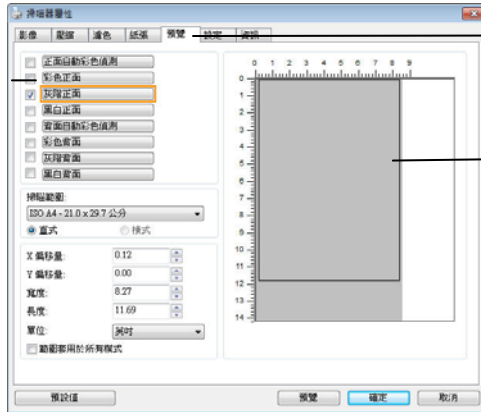 掃描器屬性
影像 壓縮 濾色 紙張 預覽 設定 資訊
正面自動彩色偵測
彩色正面
灰階正面
黑白正面
背面自動彩色偵測
彩色背面
灰階背面
黑白背面
掃描範圍:
ISO A4 - 21.0 x 29.7 公分
直式 橫式
X 偏移量: 0.12
Y 偏移量: 0.00
寬度: 8.27
長度: 11.69
單位: 英吋
範圍套用於所有模式
0 1 2 3 4 5 6 7 8 9
0
1
2
3
4
5
6
7
8
9
10
11
12
13
14
預設值 預覽 確定 取消